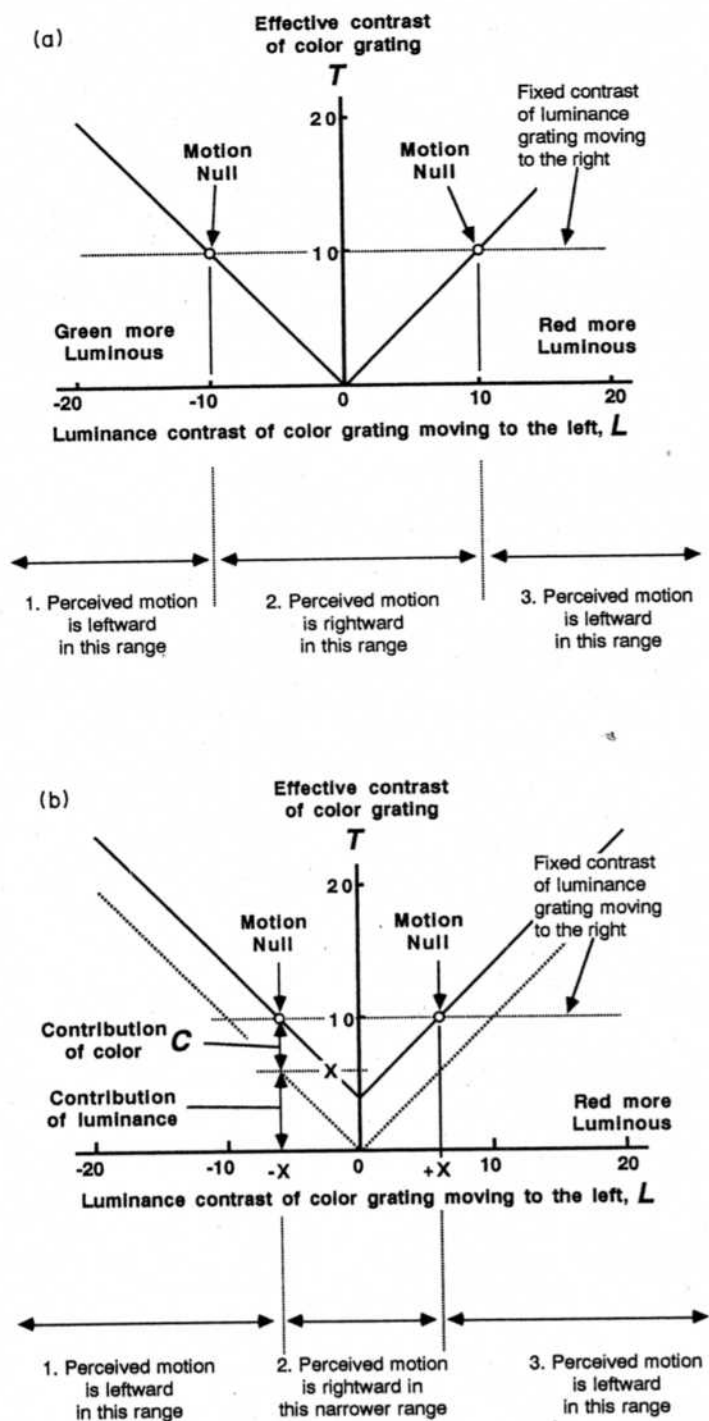 (a)
Effective contrast
of color grating
T
20
Fixed contrast
of luminance
grating moving
to the right
Motion
Null
Motion
Null
10
Green more
Luminous
Red more
Luminous
-20 -10 0 10 20
Luminance contrast of color grating moving to the left, L
1. Perceived motion
is leftward
in this range
2. Perceived motion
is rightward
in this range
3. Perceived motion
is leftward
in this range
(b)
Effective contrast
of color grating
T
20
Fixed contrast
of luminance
grating moving
to the right
Motion
Null
Motion
Null
10
Contribution
of color C
X
Contribution
of luminance
Red more
Luminous
-20 -10 -X 0 +X 10 20
Luminance contrast of color grating moving to the left, L
1. Perceived motion
is leftward
in this range
2. Perceived motion
is rightward in
this narrower range
3. Perceived motion
is leftward
in this range